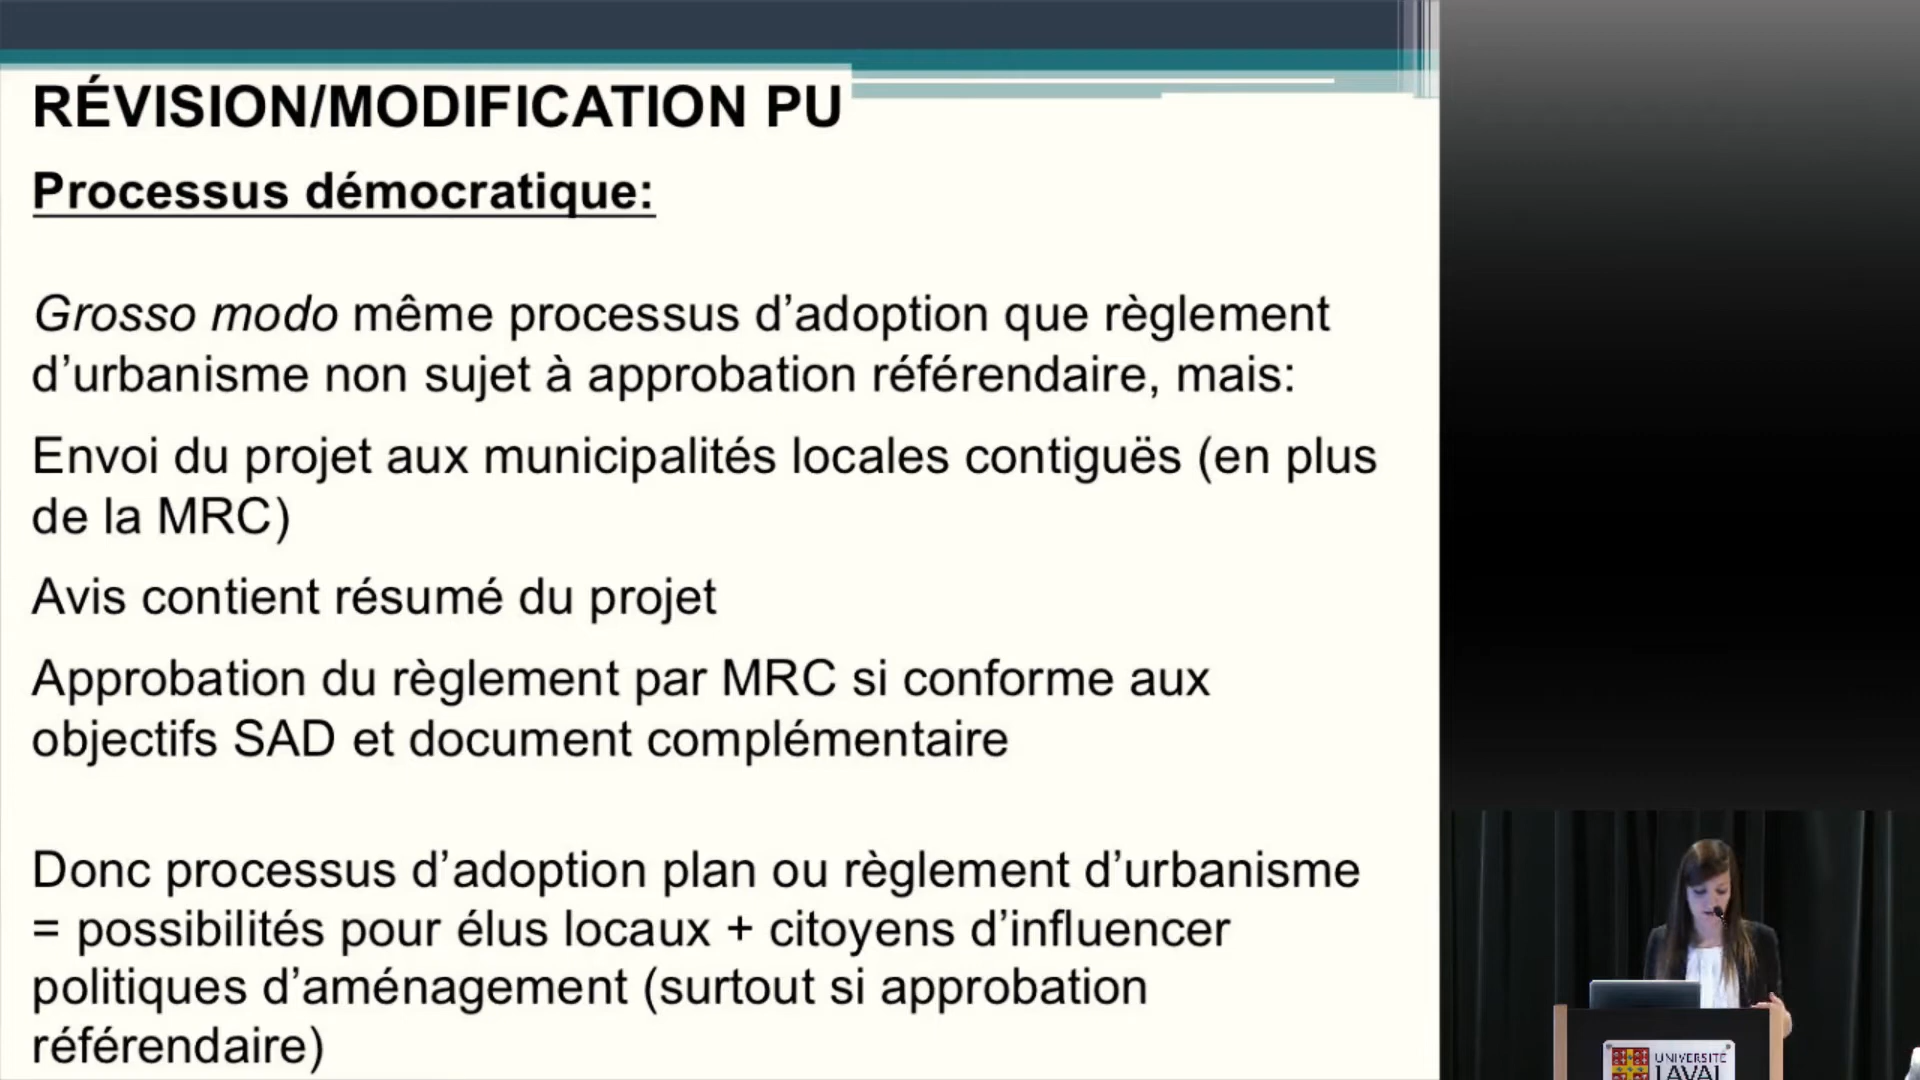 RÉVISION/MODIFICATION PU
Processus démocratique:
Grosso modo même processus d’adoption que règlement
d’urbanisme non sujet à approbation référendaire, mais:
Envoi du projet aux municipalités locales contiguës (en plus
de la MRC)
Avis contient résumé du projet
Approbation du règlement par MRC si conforme aux
objectifs SAD et document complémentaire
Donc processus d’adoption plan ou règlement d’urbanisme
= possibilités pour élus locaux + citoyens d’influencer
politiques d’aménagement (surtout si approbation
référendaire)
UNIVERSITÉ
LAVAL